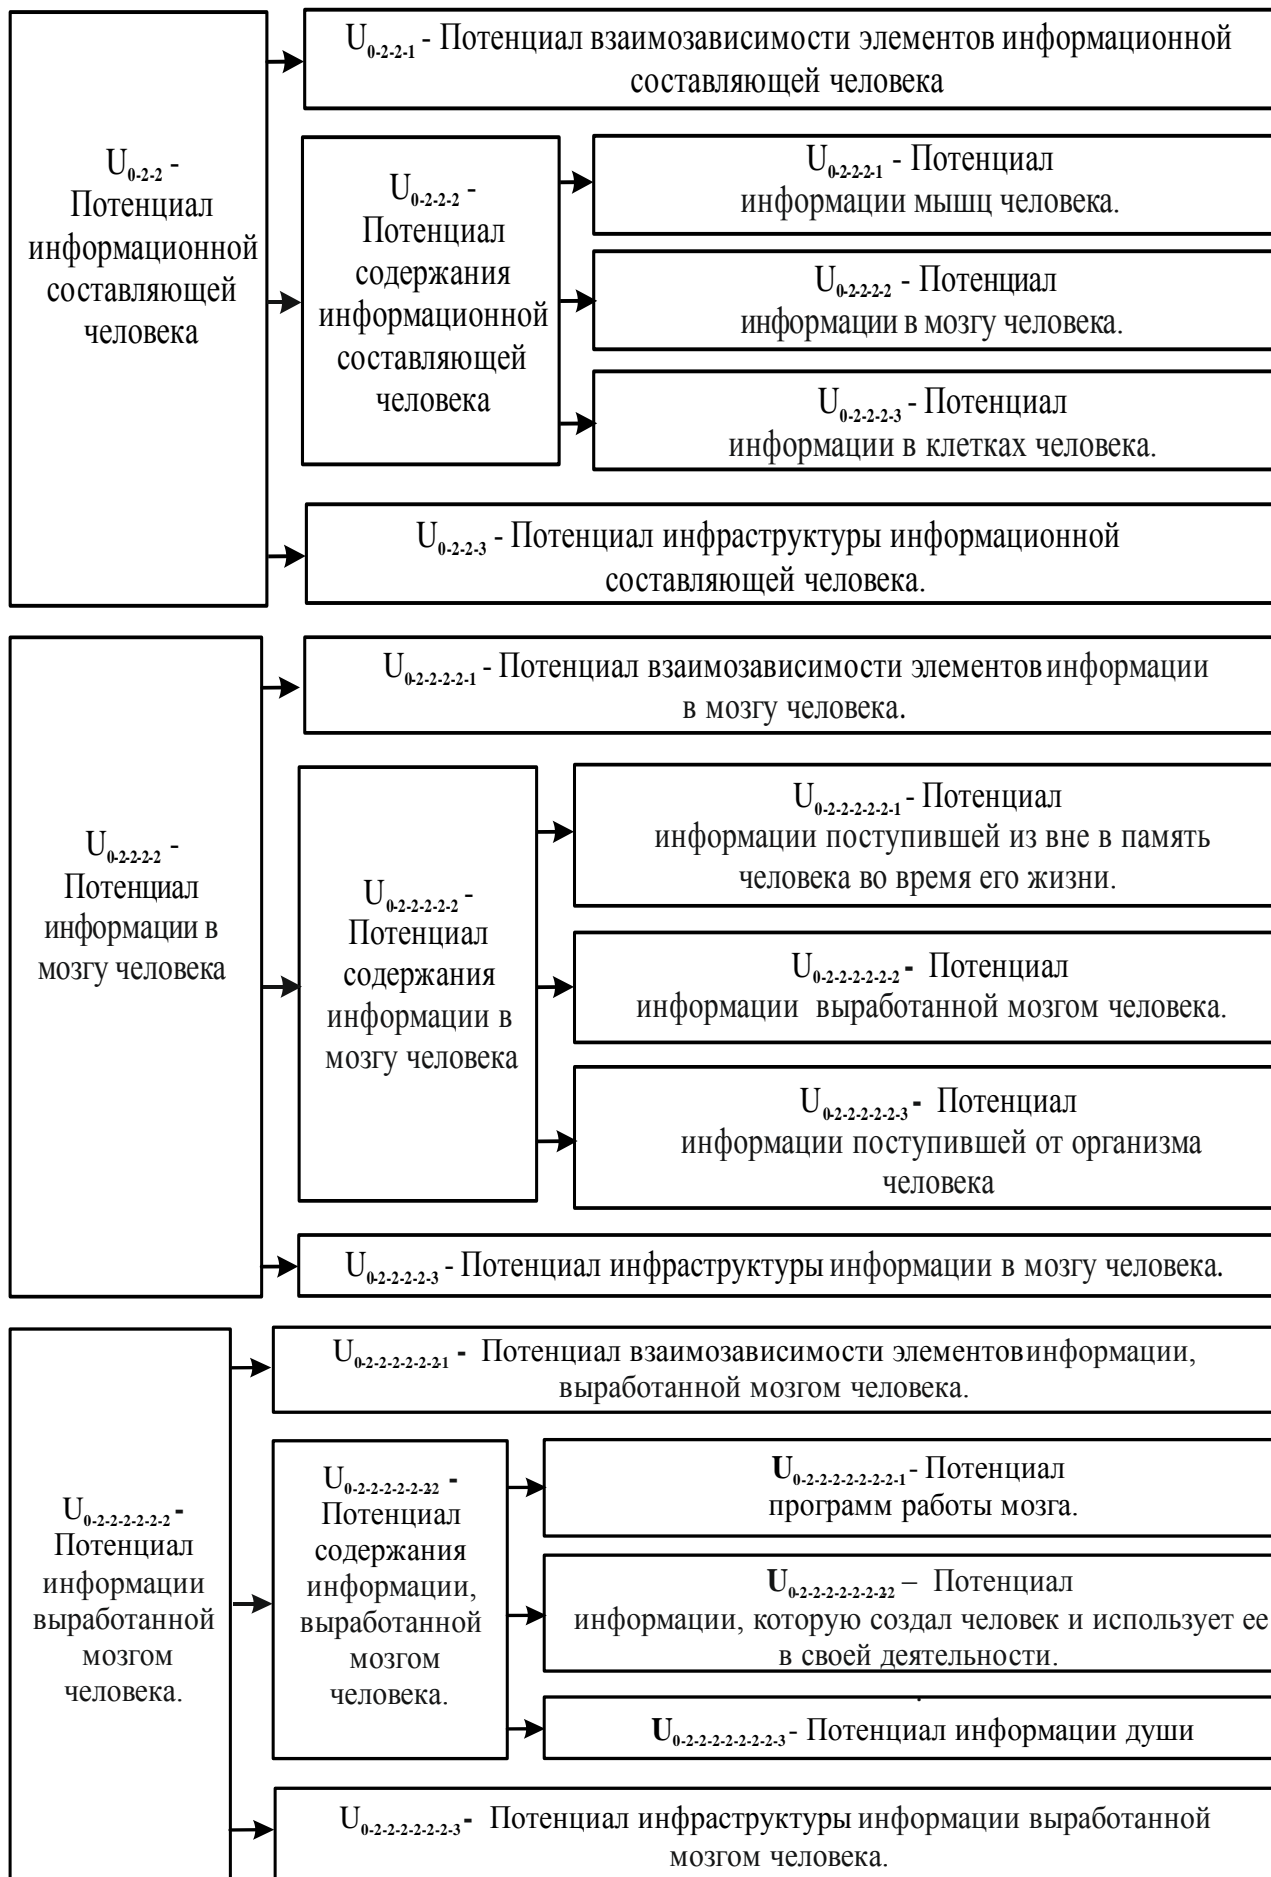 U0-2-2-1 - Потенциал взаимозависимости элементов информационной
составляющей человека
U0-2-2 -
Потенциал
информационной
составляющей
человека
U0-2-2-2 -
Потенциал
содержания
информационной
составляющей
человека
U0-2-2-2-1 - Потенциал
информации мышц человека.
U0-2-2-2-2 - Потенциал
информации в мозгу человека.
U0-2-2-2-3 - Потенциал
информации в клетках человека.
U0-2-2-3 - Потенциал инфраструктуры информационной
составляющей человека.
U0-2-2-2-2-1 - Потенциал взаимозависимости элементов информации
в мозгу человека.
U0-2-2-2-2 -
Потенциал
информации в
мозгу человека
U0-2-2-2-2-2 -
Потенциал
содержания
информации в
мозгу человека
U0-2-2-2-2-2-1 - Потенциал
информации поступившей из вне в память
человека во время его жизни.
U0-2-2-2-2-2-2 - Потенциал
информации выработанной мозгом человека.
U0-2-2-2-2-2-3 - Потенциал
информации поступившей от организма
человека
U0-2-2-2-2-3 - Потенциал инфраструктуры информации в мозгу человека.
U0-2-2-2-2-2-2-1 - Потенциал взаимозависимости элементов информации,
выработанной мозгом человека.
U0-2-2-2-2-2-2 -
Потенциал
информации
выработанной
мозгом
человека.
U0-2-2-2-2-2-2-2 -
Потенциал
содержания
информации,
выработанной
мозгом
человека.
U0-2-2-2-2-2-2-2-1 - Потенциал
программ работы мозга.
U0-2-2-2-2-2-2-2-2 – Потенциал
информации, которую создал человек и использует ее
в своей деятельности.
U0-2-2-2-2-2-2-2-3 - Потенциал информации души
U0-2-2-2-2-2-2-3 - Потенциал инфраструктуры информации выработанной
мозгом человека.